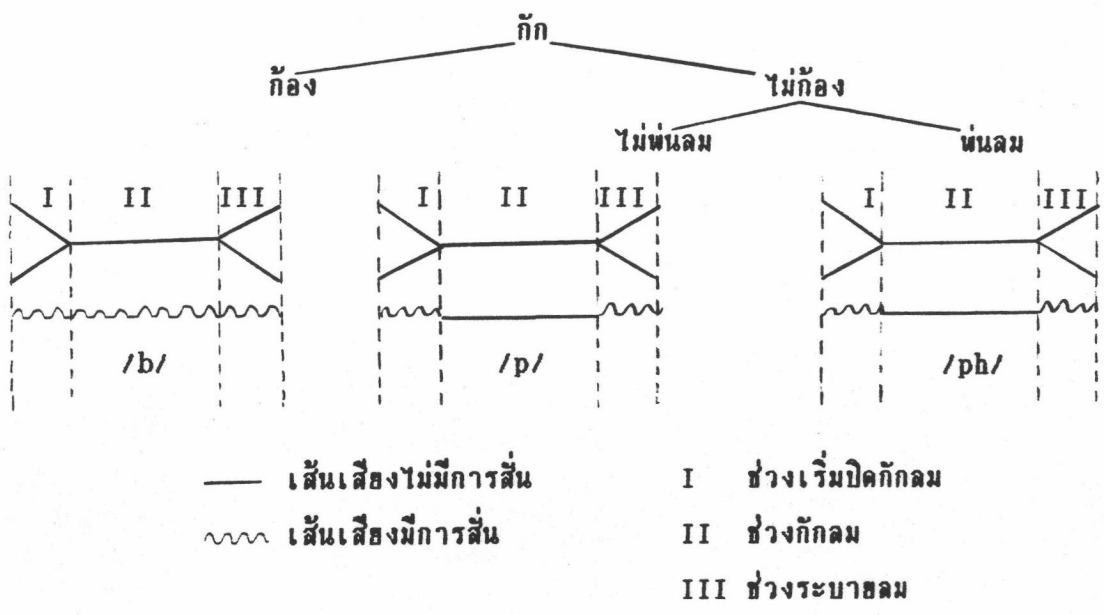 กัก
ก้อง ไม่ก้อง
ไม่พ่นลม พ่นลม
I II III I II III I II III
/b/ /p/ /ph/
เส้นเสียงไม่มีการสั่น I ช่วงเริ่มปิดกักลม
เส้นเสียงมีการสั่น II ช่วงกักลม
III ช่วงระบายลม